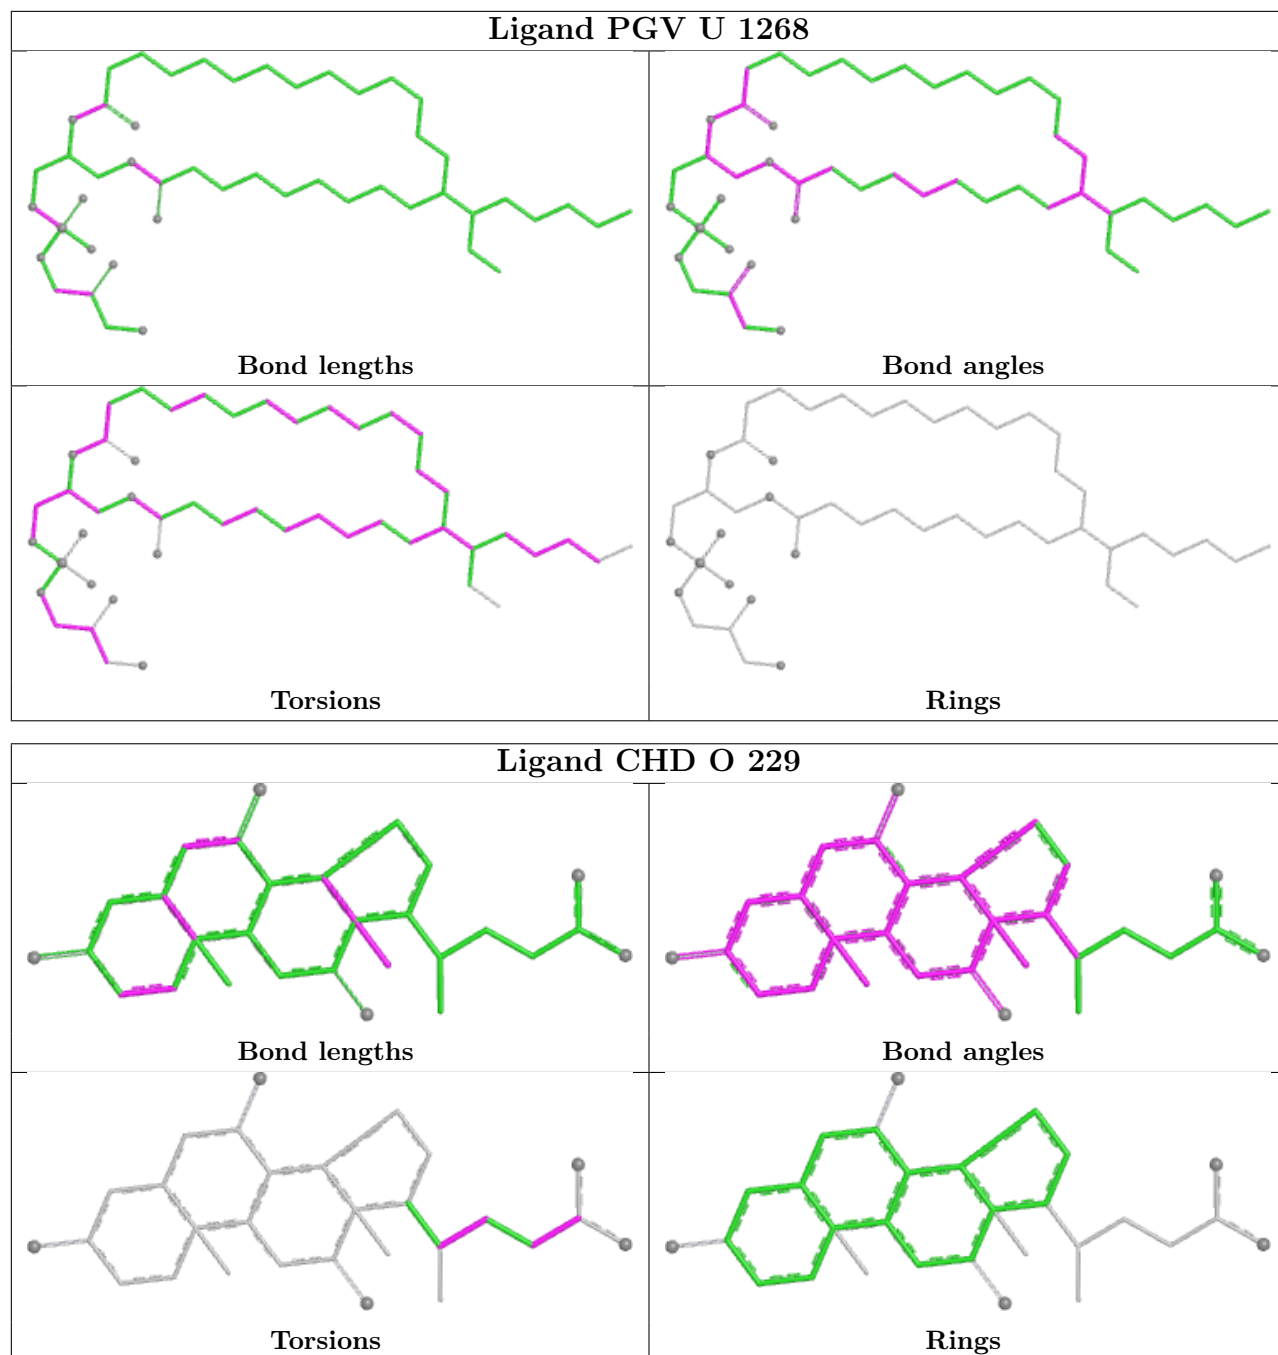 Ligand PGV U 1268
Bond lengths
Bond angles
Torsions
Rings
Ligand CHD O 229
Bond lengths
Bond angles
Torsions
Rings